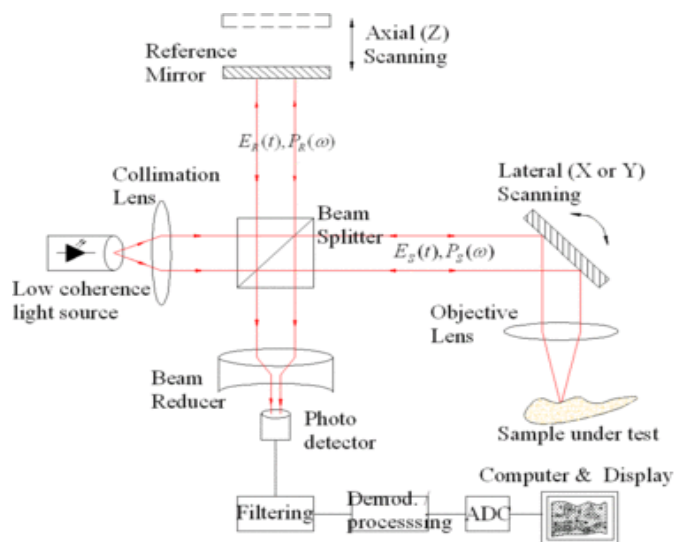 Axial (Z)
Scanning
Reference
Mirror
E_R(t), P_R(ω)
Collimation
Lens
Lateral (X or Y)
Scanning
Beam
Splitter
E_S(t), P_S(ω)
Low coherence
light source
Objective
Lens
Beam
Reducer
Photo
detector
Sample under test
Computer & Display
Filtering
Demod.
processsing
ADC